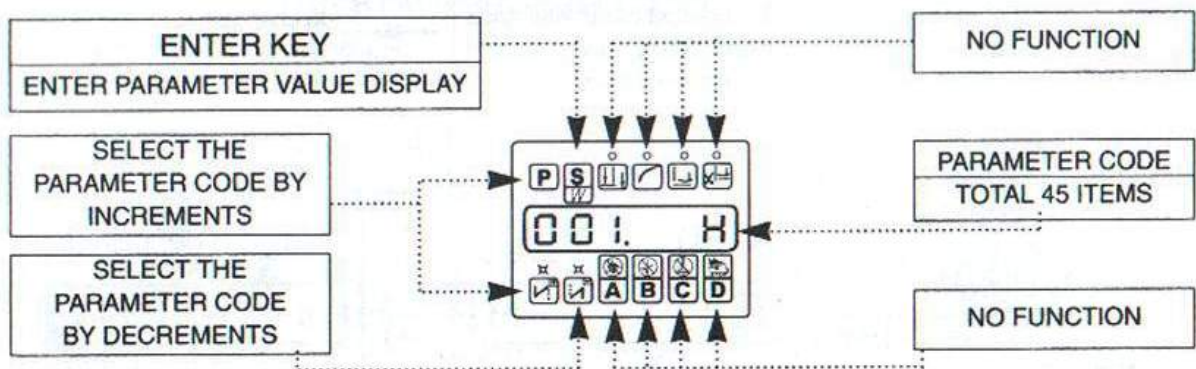 ENTER KEY
ENTER PARAMETER VALUE DISPLAY
NO FUNCTION
SELECT THE
PARAMETER CODE BY
INCREMENTS
PARAMETER CODE
TOTAL 45 ITEMS
P S
W
001. H
A B C D
SELECT THE
PARAMETER CODE
BY DECREMENTS
NO FUNCTION